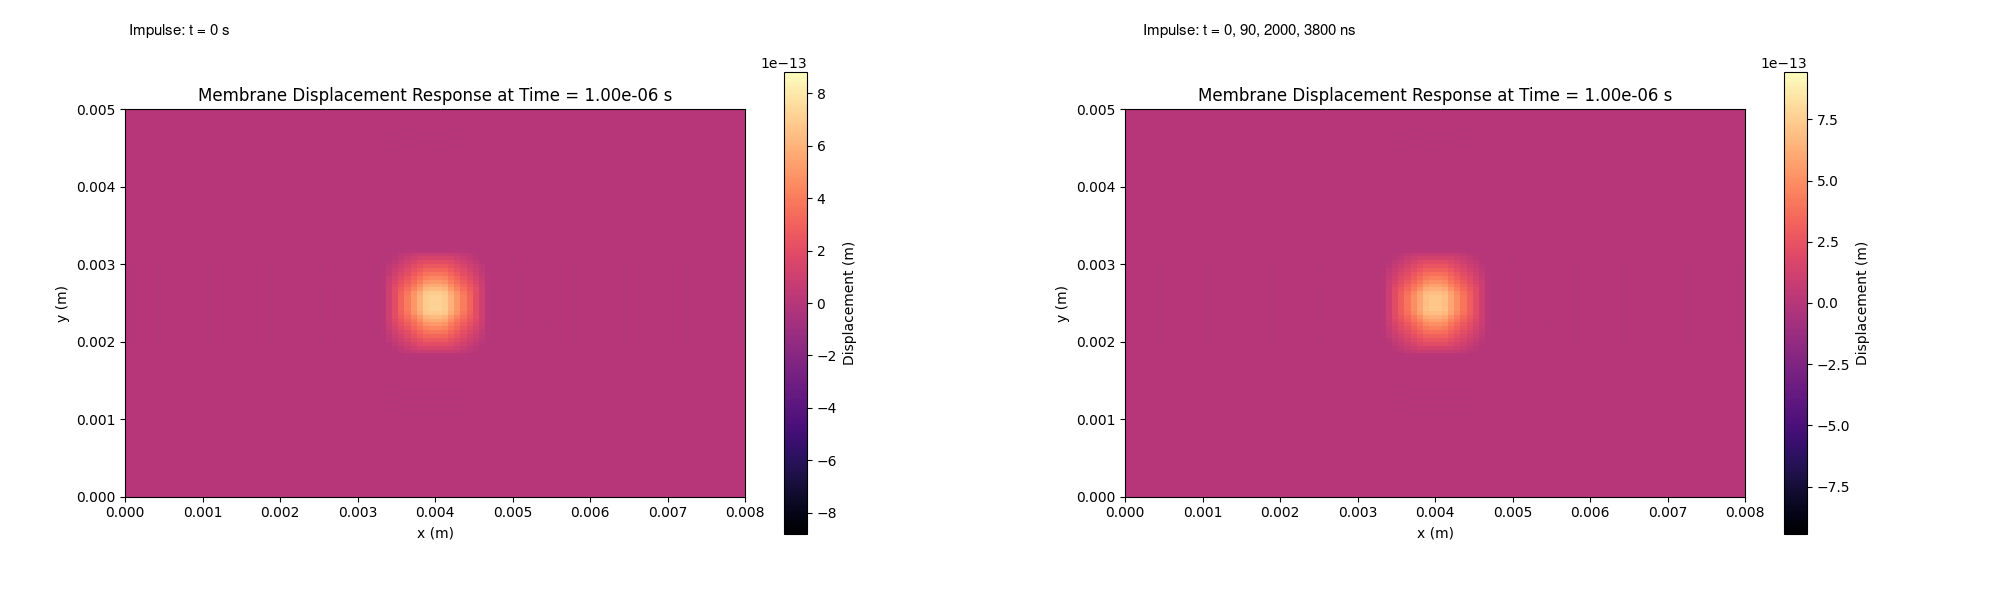 Impulse: t = 0 s
1e−13
Membrane Displacement Response at Time = 1.00e-06 s
0.005
0.004
0.003
0.002
0.001
0.000
y (m)
0.000 0.001 0.002 0.003 0.004 0.005 0.006 0.007 0.008
x (m)
8
6
4
2
0
−2
−4
−6
−8
Displacement (m)
Impulse: t = 0, 90, 2000, 3800 ns
1e−13
Membrane Displacement Response at Time = 1.00e-06 s
0.005
0.004
0.003
0.002
0.001
0.000
y (m)
0.000 0.001 0.002 0.003 0.004 0.005 0.006 0.007 0.008
x (m)
7.5
5.0
2.5
0.0
−2.5
−5.0
−7.5
Displacement (m)